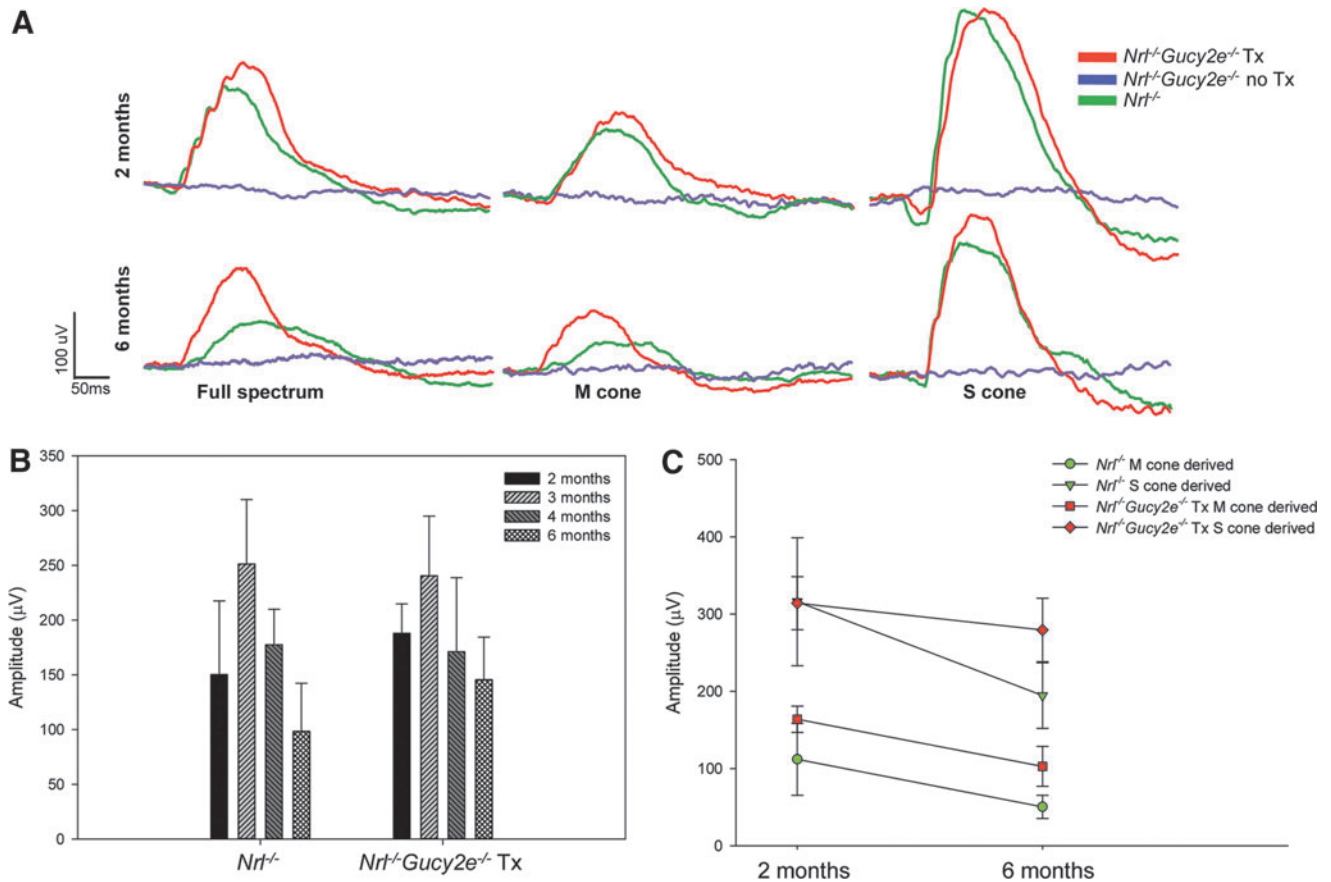 A
Nrl-/-Gucy2e-/- Tx
Nrl-/-Gucy2e-/- no Tx
Nrl-/-
2 months
6 months
100 uV
50ms
Full spectrum
M cone
S cone
B
350
300
250
200
150
100
50
0
Amplitude (μV)
2 months
3 months
4 months
6 months
Nrl-/-
Nrl-/-Gucy2e-/- Tx
C
500
400
300
200
100
0
Amplitude (μV)
Nrl-/- M cone derived
Nrl-/- S cone derived
Nrl-/-Gucy2e-/- Tx M cone derived
Nrl-/-Gucy2e-/- Tx S cone derived
2 months
6 months